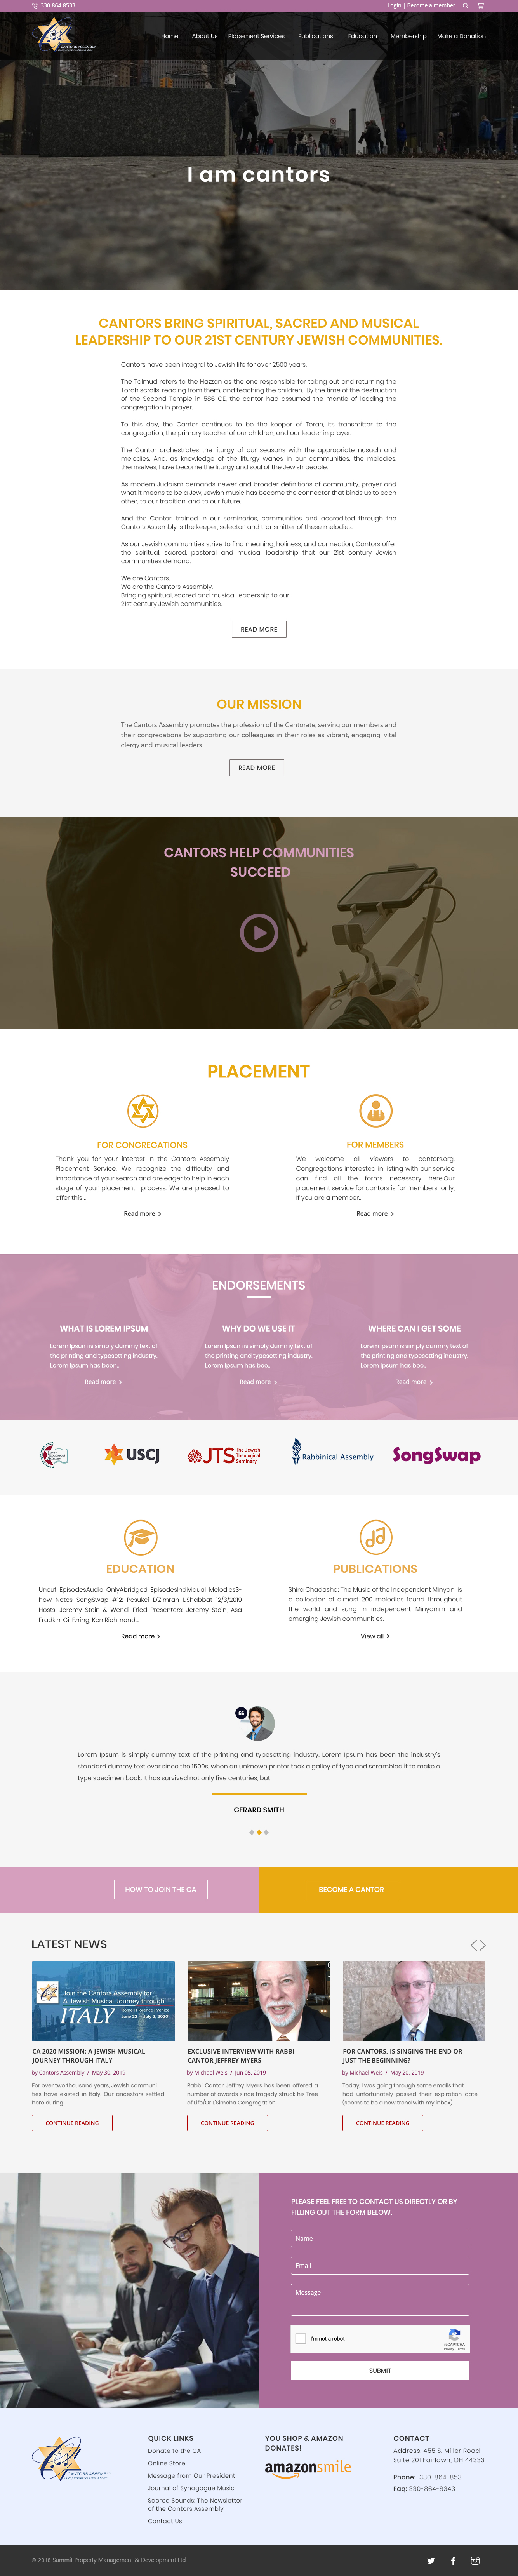 330-864-8533
Login | Become a member
CANTORS ASSEMBLY
Home About Us Placement Services Publications Education Membership Make a Donation
I am cantors
CANTORS BRING SPIRITUAL, SACRED AND MUSICAL
LEADERSHIP TO OUR 21ST CENTURY JEWISH COMMUNITIES.
Cantors have been integral to Jewish life for over 2500 years.
The Talmud refers to the Hazzan as the one responsible for taking out and returning the
Torah scrolls, reading from them, and teaching the children. By the time of the destruction
of the Second Temple in 586 CE, the cantor had assumed the mantle of leading the
congregation in prayer.
To this day, the Cantor continues to be the keeper of Torah, its transmitter to the
congregation, the primary teacher of our children, and our leader in prayer.
The Cantor orchestrates the liturgy of our seasons with the appropriate nusach and
melodies. And, as knowledge of the liturgy wanes in our communities, the melodies,
themselves, have become the liturgy and soul of the Jewish people.
As modern Judaism demands newer and broader definitions of community, prayer and
what it means to be a Jew, Jewish music has become the connector that binds us to each
other, to our tradition, and to our future.
And the Cantor, trained in our seminaries, communities and accredited through the
Cantors Assembly is the keeper, selector, and transmitter of these melodies.
As our Jewish communities strive to find meaning, holiness, and connection, Cantors offer
the spiritual, sacred, pastoral and musical leadership that our 21st century Jewish
communities demand.
We are Cantors.
We are the Cantors Assembly.
Bringing spiritual, sacred and musical leadership to our
21st century Jewish communities.
READ MORE
OUR MISSION
The Cantors Assembly promotes the profession of the Cantorate, serving our members and
their congregations by supporting our colleagues in their roles as vibrant, engaging, vital
clergy and musical leaders.
READ MORE
CANTORS HELP COMMUNITIES
SUCCEED
PLACEMENT
FOR CONGREGATIONS
Thank you for your interest in the Cantors Assembly
Placement Service. We recognize the difficulty and
importance of your search and are eager to help in each
stage of your placement process. We are pleased to
offer this ..
Read more >
FOR MEMBERS
We welcome all viewers to cantors.org.
Congregations interested in listing with our service
can find all the forms necessary here.Our
placement service for cantors is for members only,
If you are a member..
Read more >
ENDORSEMENTS
WHAT IS LOREM IPSUM
Lorem Ipsum is simply dummy text of
the printing and typesetting industry.
Lorem Ipsum has been..
Read more >
WHY DO WE USE IT
Lorem Ipsum is simply dummy text of
the printing and typesetting industry.
Lorem Ipsum has bee..
Read more >
WHERE CAN I GET SOME
Lorem Ipsum is simply dummy text of
the printing and typesetting industry.
Lorem Ipsum has bee..
Read more >
USCJ
JTS The Jewish
Theological
Seminary
Rabbinical Assembly
SongSwap
EDUCATION
Uncut EpisodesAudio OnlyAbridged EpisodesIndividual MelodiesS-
how Notes SongSwap #12: Pesukei D'Zimrah L'Shabbat 12/3/2019
Hosts: Jeremy Stein & Wendi Fried Presenters: Jeremy Stein, Asa
Fradkin, Gil Ezring, Ken Richmond,...
Read more >
PUBLICATIONS
Shira Chadasha: The Music of the Independent Minyan is
a collection of almost 200 melodies found throughout
the world and sung in independent Minyanim and
emerging Jewish communities.
View all >
Lorem Ipsum is simply dummy text of the printing and typesetting industry. Lorem Ipsum has been the industry's
standard dummy text ever since the 1500s, when an unknown printer took a galley of type and scrambled it to make a
type specimen book. It has survived not only five centuries, but
GERARD SMITH
HOW TO JOIN THE CA
BECOME A CANTOR
LATEST NEWS
Join the Cantors Assembly for
A Jewish Musical Journey through
ITALY
Rome | Florence | Venice
June 22 – July 2, 2020
CA 2020 MISSION: A JEWISH MUSICAL
JOURNEY THROUGH ITALY
by Cantors Assembly / May 30, 2019
For over two thousand years, Jewish communi
ties have existed in Italy. Our ancestors settled
here during...
CONTINUE READING
EXCLUSIVE INTERVIEW WITH RABBI
CANTOR JEFFREY MYERS
by Michael Weis / Jun 05, 2019
Rabbi Cantor Jeffrey Myers has been offered a
number of awards since tragedy struck his Tree
of Life/Or L'Simcha Congregation..
CONTINUE READING
FOR CANTORS, IS SINGING THE END OR
JUST THE BEGINNING?
by Michael Weis / May 20, 2019
Today, I was going through some emails that
had unfortunately passed their expiration date
(seems to be a new trend with my inbox)..
CONTINUE READING
PLEASE FEEL FREE TO CONTACT US DIRECTLY OR BY
FILLING OUT THE FORM BELOW.
Name
Email
Message
I'm not a robot
reCAPTCHA
Privacy - Terms
SUBMIT
CANTORS ASSEMBLY
QUICK LINKS
Donate to the CA
Online Store
Message from Our President
Journal of Synagogue Music
Sacred Sounds: The Newsletter
of the Cantors Assembly
Contact Us
YOU SHOP & AMAZON
DONATES!
amazonsmile
CONTACT
Address: 455 S. Miller Road
Suite 201 Fairlawn, OH 44333
Phone: 330-864-853
Faq: 330-864-8343
© 2018 Summit Property Management & Development Ltd